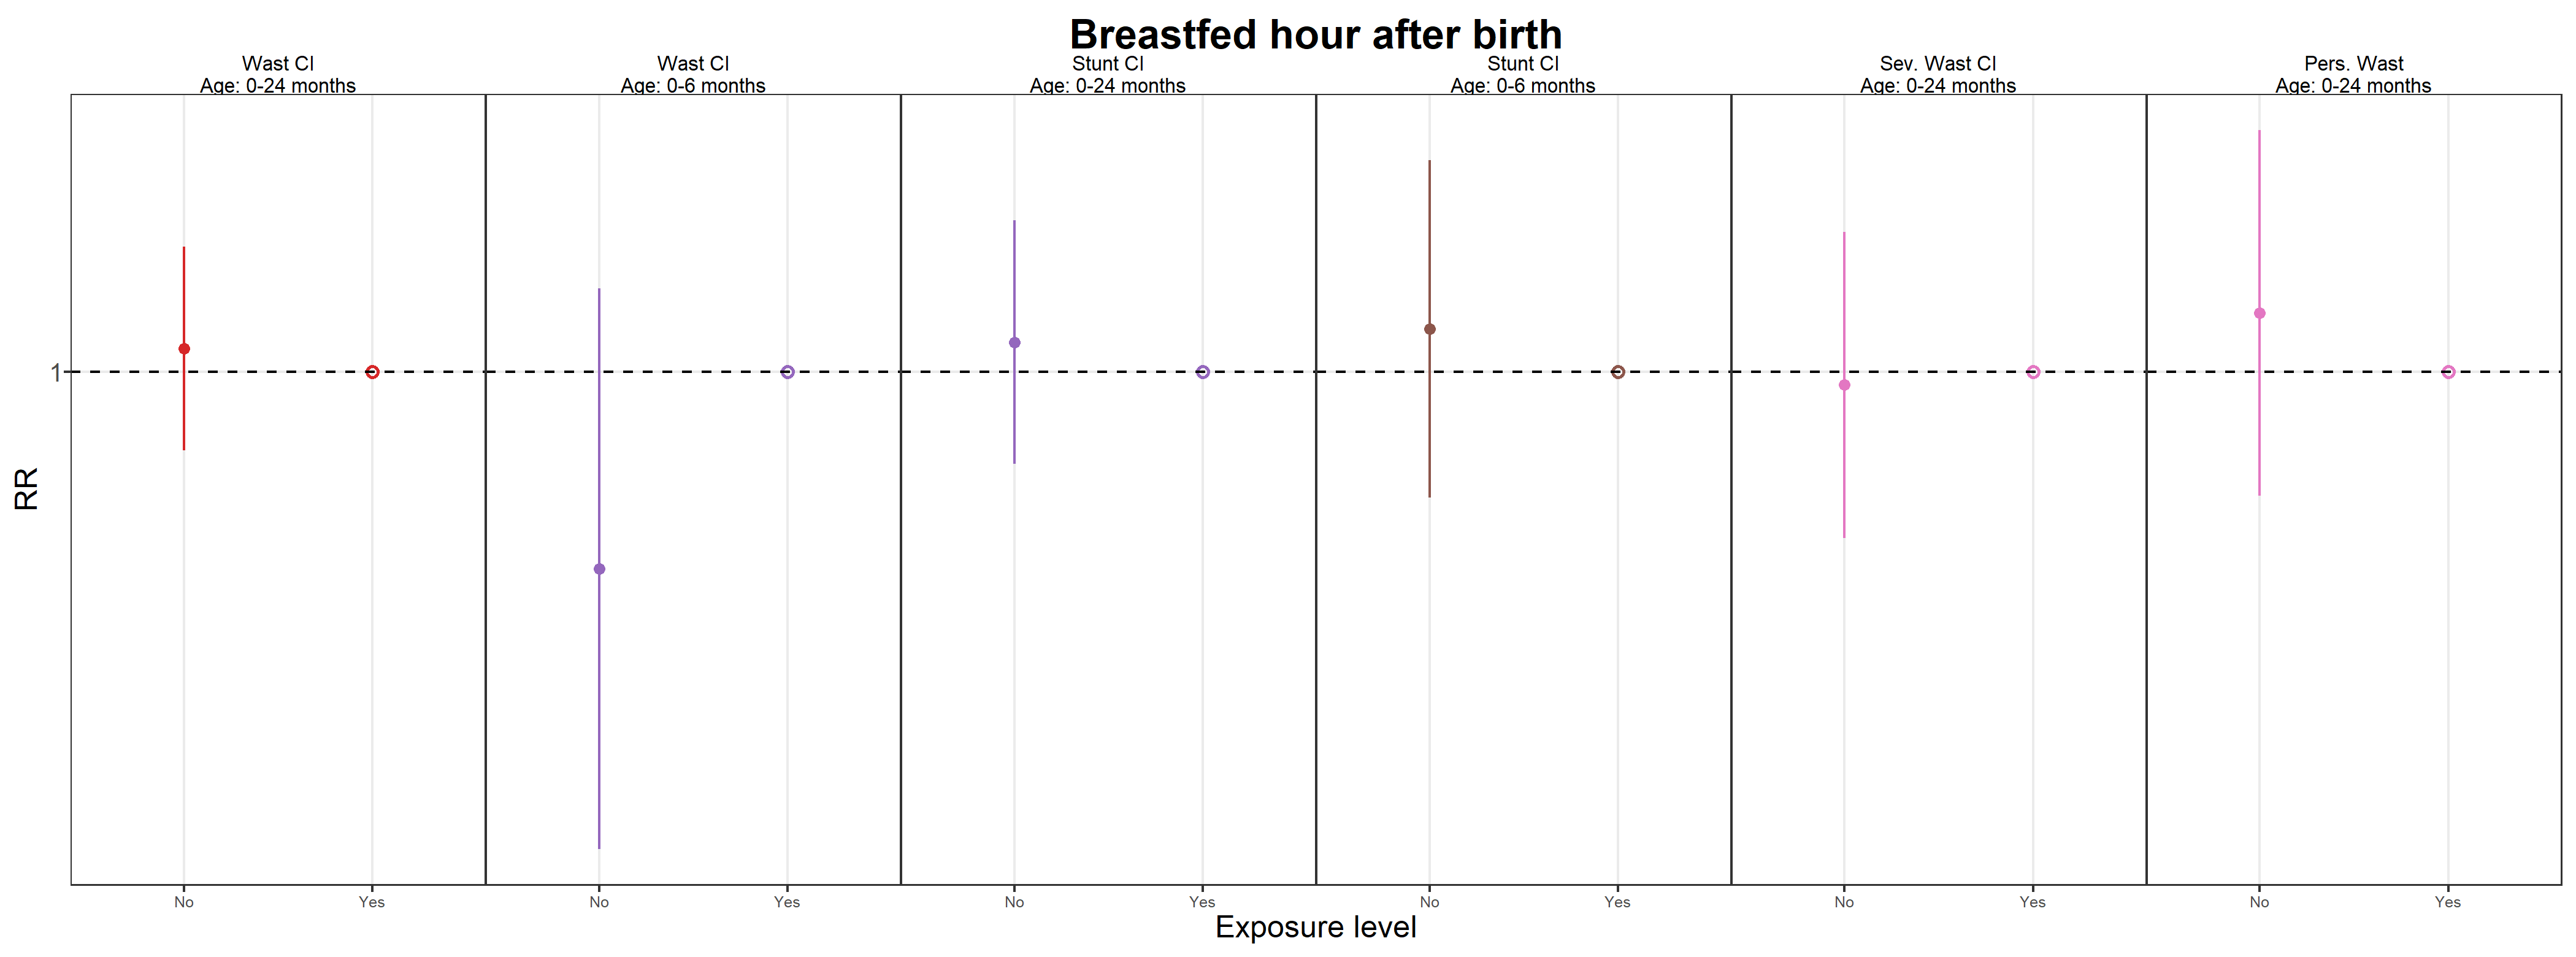 Breastfed hour after birth
Wast CI
Age: 0-24 months
Wast CI
Age: 0-6 months
Stunt CI
Age: 0-24 months
Stunt CI
Age: 0-6 months
Sev. Wast CI
Age: 0-24 months
Pers. Wast
Age: 0-24 months
RR
1
No
Yes
No
Yes
No
Yes
No
Yes
No
Yes
No
Yes
Exposure level